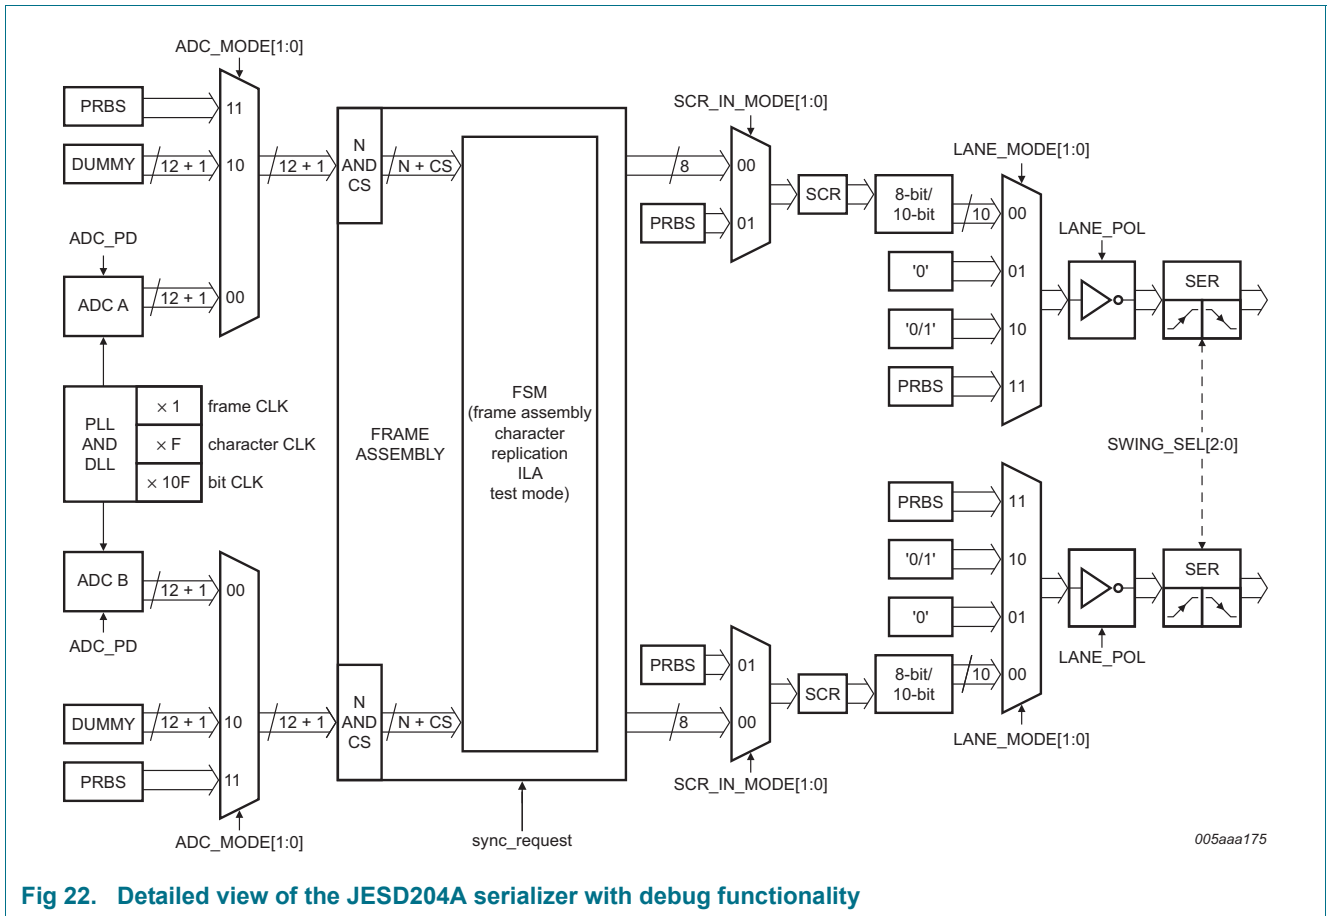 ADC_MODE[1:0]
PRBS
11
DUMMY
12 + 1
10
12 + 1
ADC_PD
ADC A
12 + 1
00
PLL
AND
DLL
× 1
frame CLK
× F
character CLK
× 10F
bit CLK
ADC B
12 + 1
00
ADC_PD
DUMMY
12 + 1
10
12 + 1
PRBS
11
ADC_MODE[1:0]
N
AND
CS
N + CS
FRAME
ASSEMBLY
FSM
(frame assembly
character
replication
ILA
test mode)
N
AND
CS
N + CS
sync_request
SCR_IN_MODE[1:0]
8
00
PRBS
01
SCR
8-bit/
10-bit
10
LANE_MODE[1:0]
00
'0'
01
'0/1'
10
PRBS
11
LANE_POL
SER
SWING_SEL[2:0]
PRBS
11
'0/1'
10
'0'
01
8-bit/
10-bit
10
00
LANE_MODE[1:0]
LANE_POL
SER
PRBS
01
8
00
SCR
SCR_IN_MODE[1:0]
005aaa175
Fig 22. Detailed view of the JESD204A serializer with debug functionality